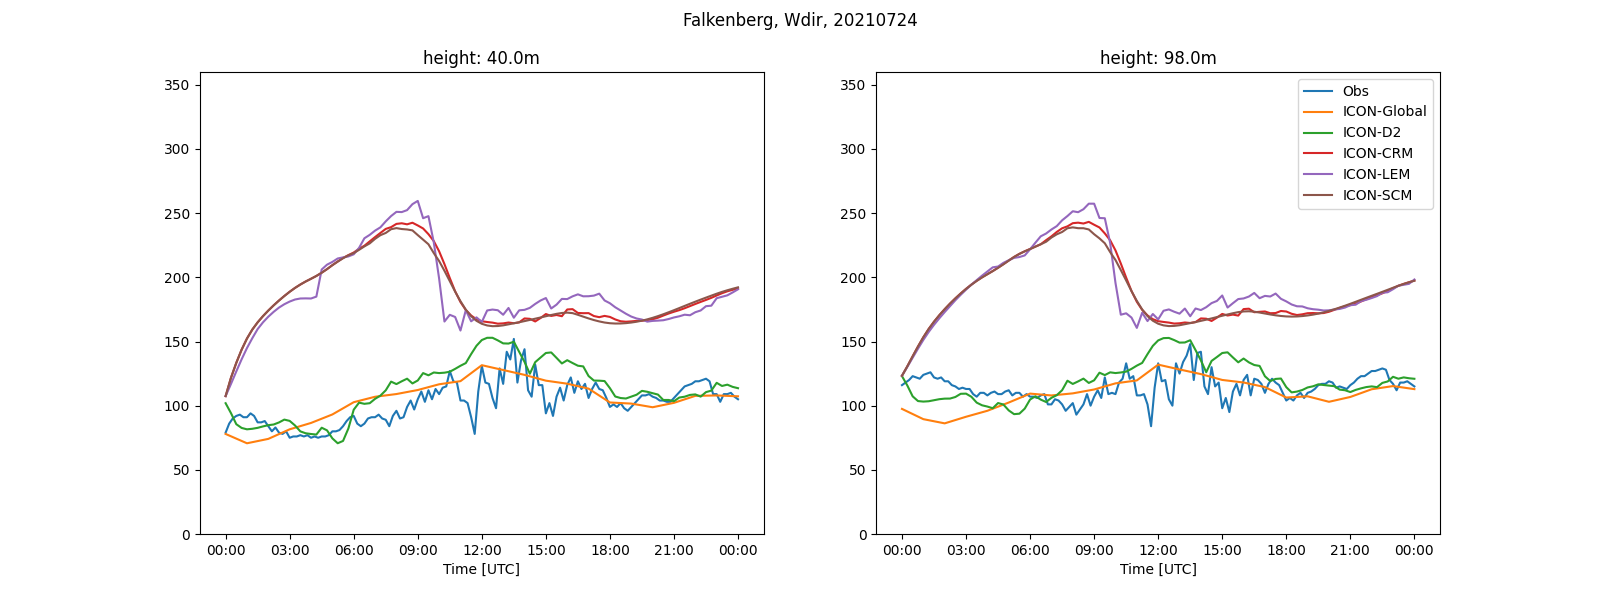 Falkenberg, Wdir, 20210724
height: 40.0m
350
300
250
200
150
100
50
0
00:00 03:00 06:00 09:00 12:00 15:00 18:00 21:00 00:00
Time [UTC]
height: 98.0m
350
300
250
200
150
100
50
0
00:00 03:00 06:00 09:00 12:00 15:00 18:00 21:00 00:00
Time [UTC]
Obs
ICON-Global
ICON-D2
ICON-CRM
ICON-LEM
ICON-SCM